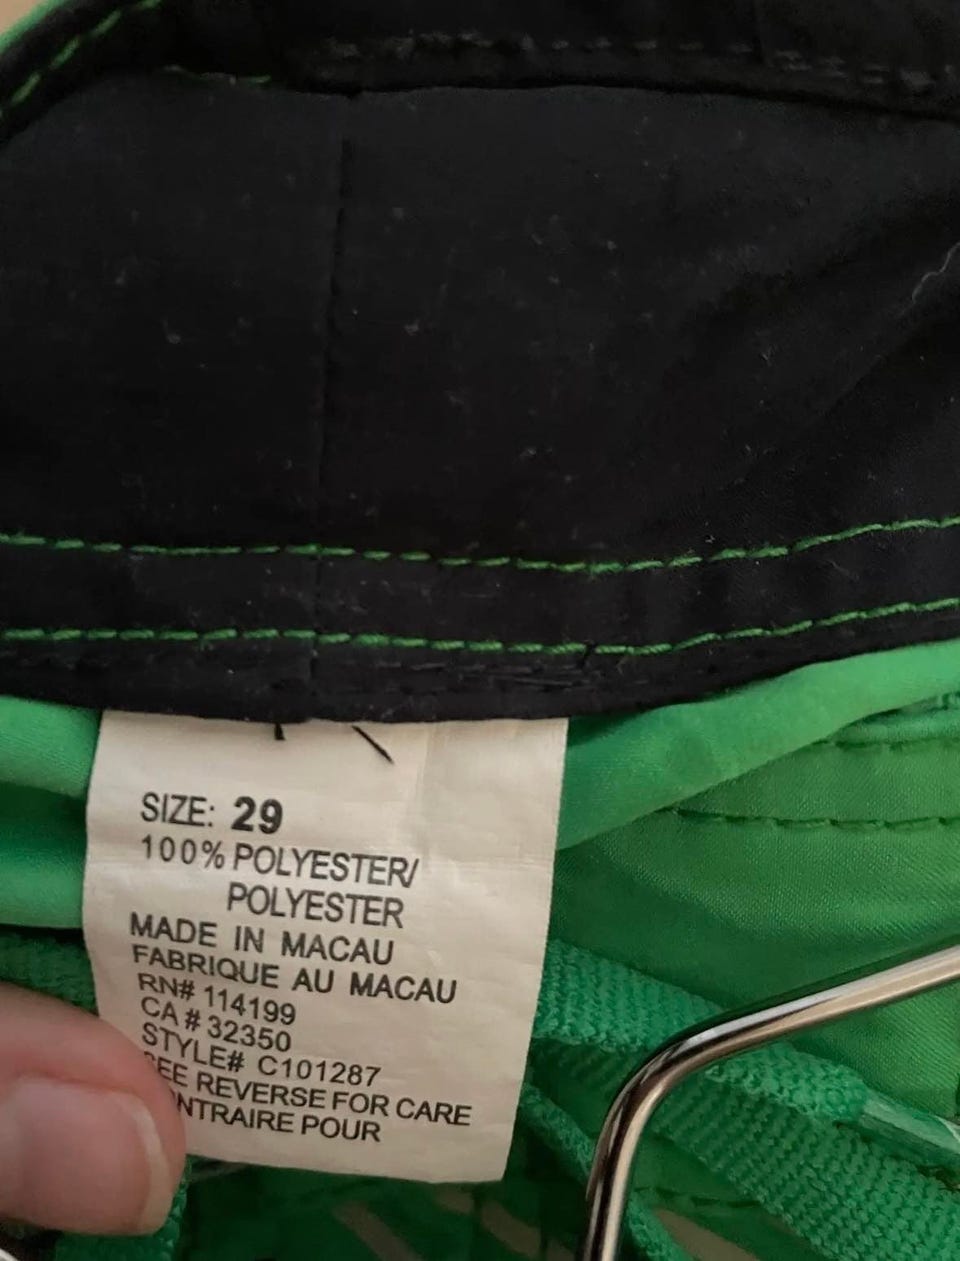 SIZE: 29
100% POLYESTER/
POLYESTER
MADE IN MACAU
FABRIQUE AU MACAU
RN# 114199
CA # 32350
STYLE# C101287
REVERSE FOR CARE
POUR